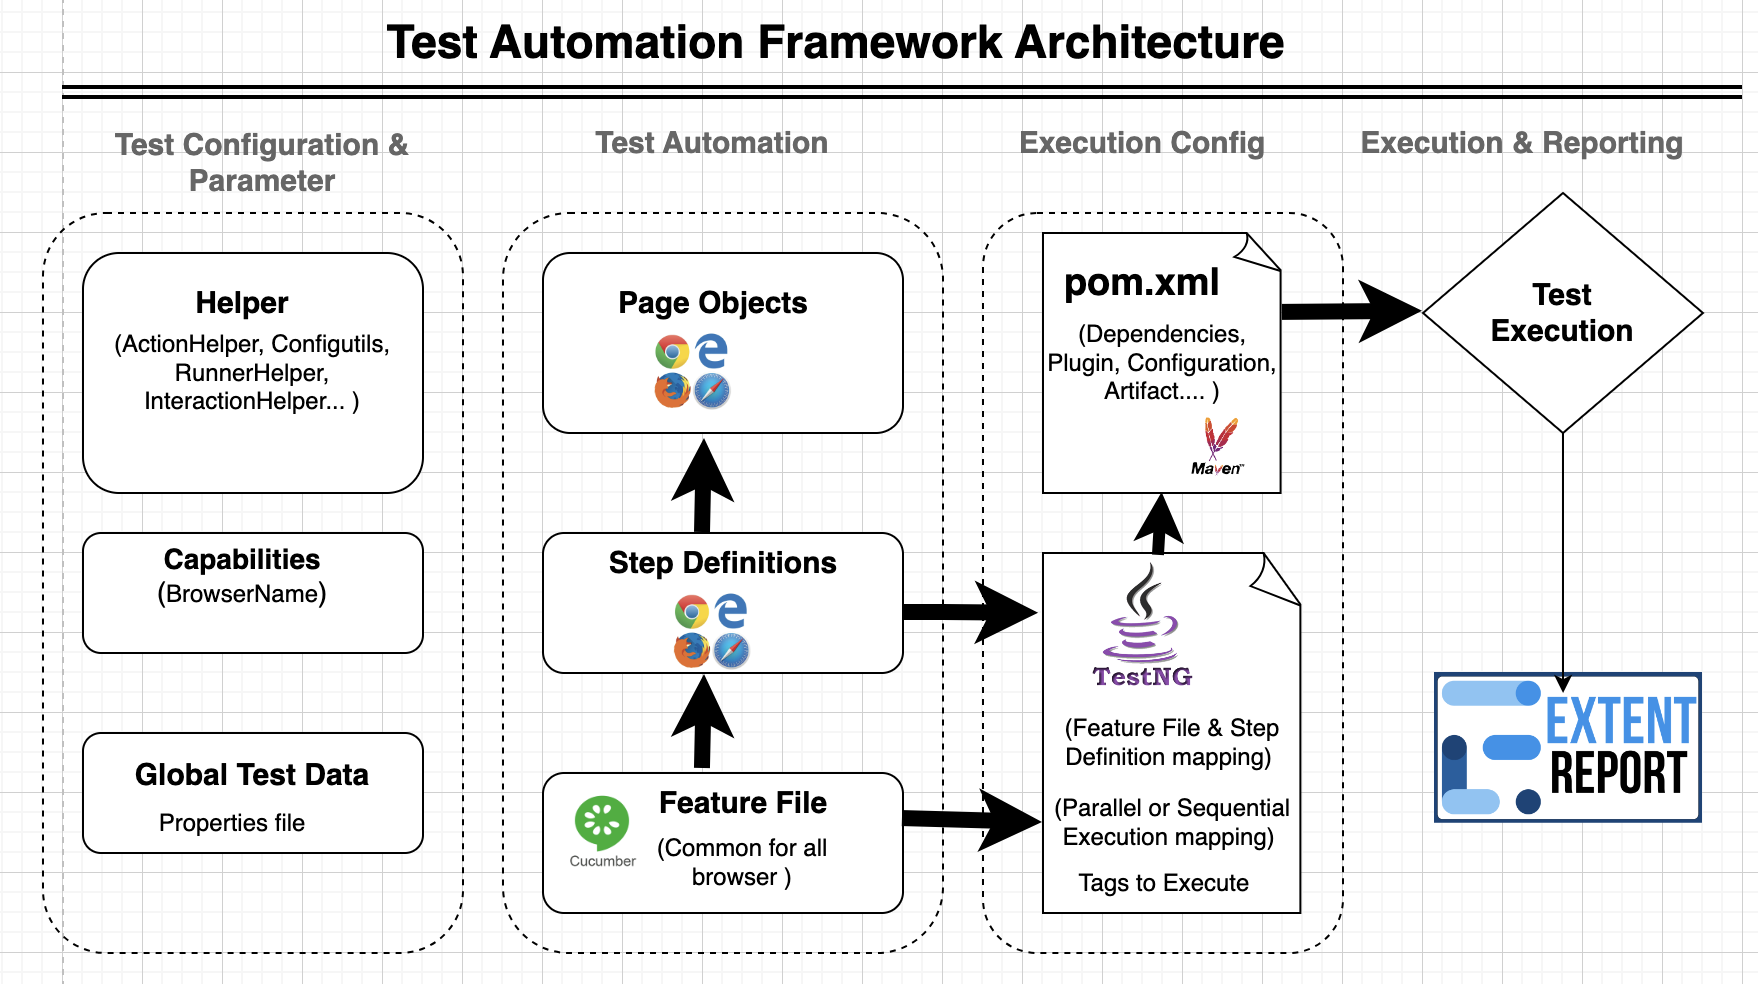 Test Automation Framework Architecture
Test Configuration &
Parameter
Helper
(ActionHelper, Configutils,
RunnerHelper,
InteractionHelper... )
Capabilities
(BrowserName)
Global Test Data
Properties file
Test Automation
Page Objects
Step Definitions
Feature File
Cucumber
(Common for all
browser )
Execution Config
pom.xml
(Dependencies,
Plugin, Configuration,
Artifact.... )
Maven™
TestNG
(Feature File & Step
Definition mapping)
(Parallel or Sequential
Execution mapping)
Tags to Execute
Execution & Reporting
Test
Execution
EXTENT
REPORT